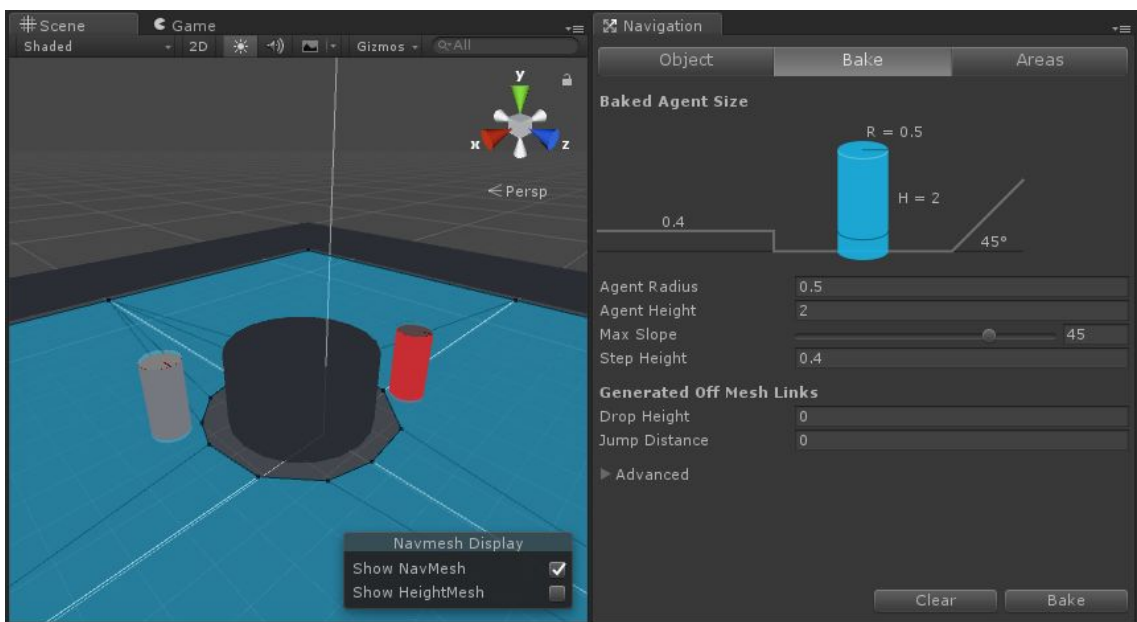 Scene
Game
Shaded
2D
Gizmos
All
y
x
z
Persp
Navmesh Display
Show NavMesh
Show HeightMesh
Navigation
Object
Bake
Areas
Baked Agent Size
R = 0.5
H = 2
0.4
45°
Agent Radius 0.5
Agent Height 2
Max Slope 45
Step Height 0.4
Generated Off Mesh Links
Drop Height 0
Jump Distance 0
Advanced
Clear
Bake